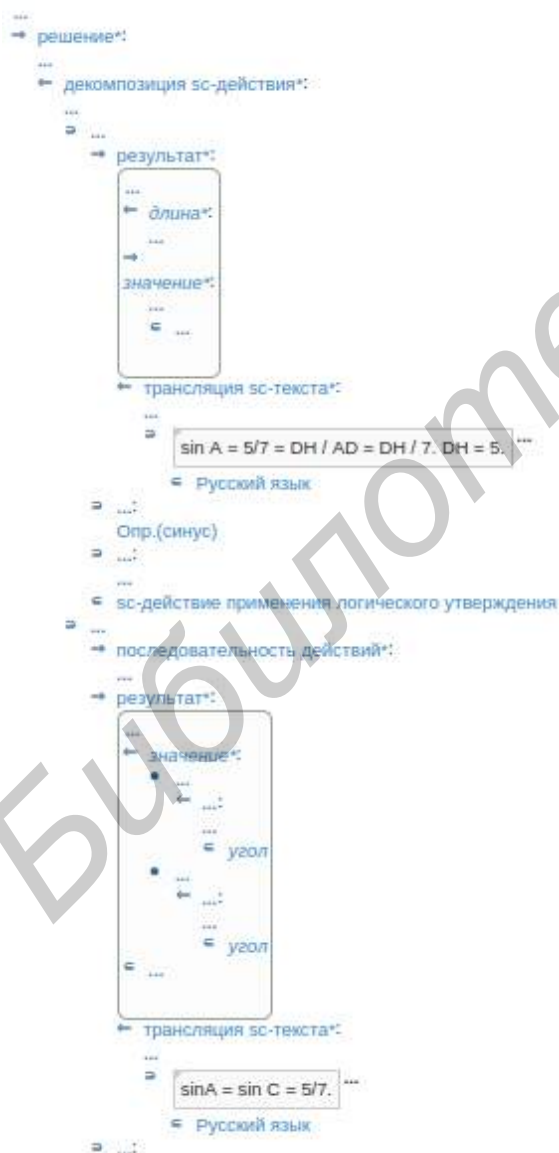 ...
⇒ решение*:
...
⇐ декомпозиция sc-действия*:
...
∋ ...
⇒ результат*:
...
⇐ длина*:
...
⇒
значение*:
...
∈ ...
⇐ трансляция sc-текста*:
...
∋ sin A = 5/7 = DH / AD = DH / 7. DH = 5. ...
∈ Русский язык
∋ ...:
Опр.(синус)
∋ ...:
...
∈ sc-действие применения логического утверждения
∋ ...
⇒ последовательность действий*:
...
⇒ результат*:
...
⇐ значение*:
• ...
⇐ ...:
...
∈ угол
• ...
⇐ ...:
...
∈ угол
∈ ...
⇐ трансляция sc-текста*:
...
∋ sinA = sin C = 5/7. ...
∈ Русский язык
∋ ...:
Библиоте